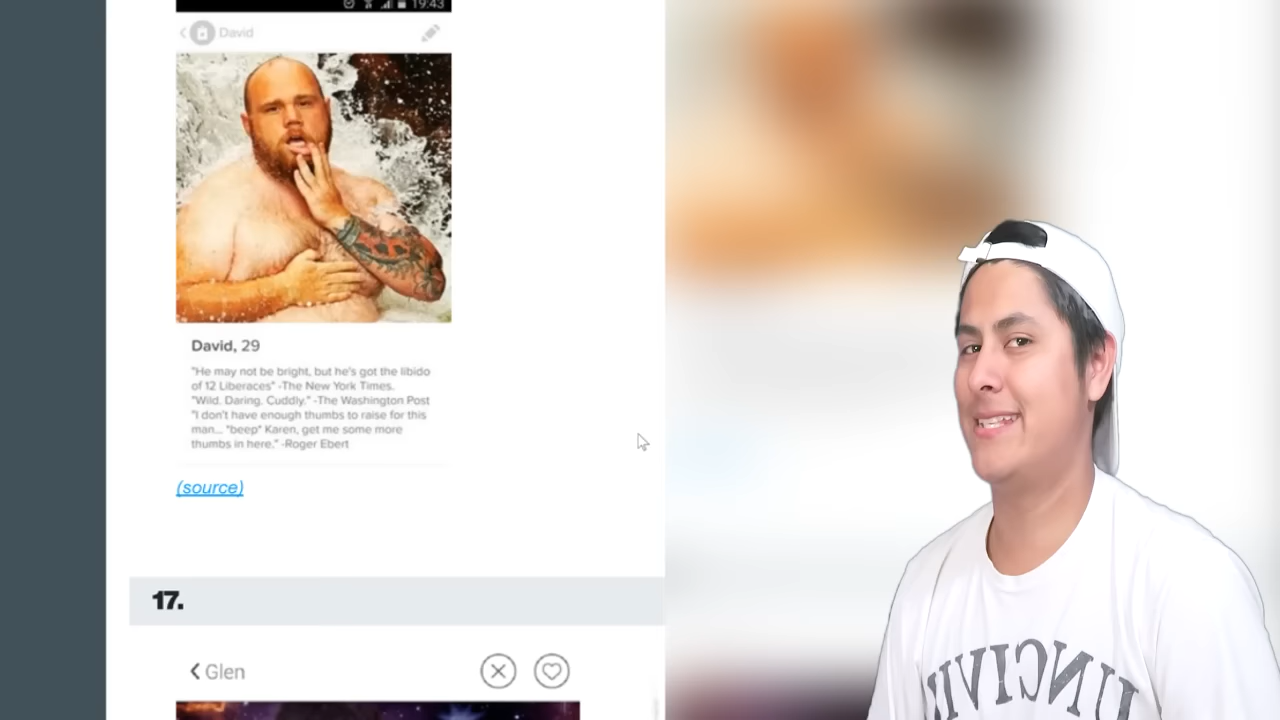 19:43
David
David, 29
"He may not be bright, but he's got the libido
of 12 Liberaces" -The New York Times.
"Wild. Daring. Cuddly." -The Washington Post
"I don't have enough thumbs to raise for this
man... *beep* Karen, get me some more
thumbs in here." -Roger Ebert
(source)
17.
Glen
UNCIVIL